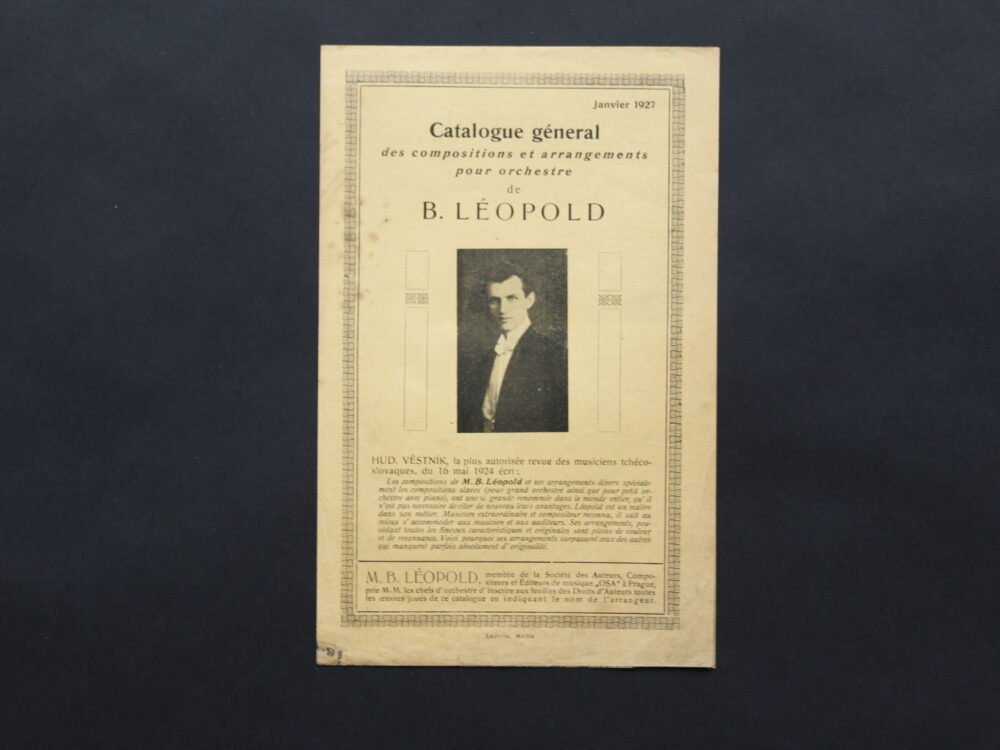 Janvier 1927
Catalogue géneral
des compositions et arrangements
pour orchestre
de
B. LÉOPOLD
HUD. VĚSTNÍK, la plus autorisée revue des musiciens tchéco-
slovaques, du 16 mai 1924 écri :
Les compositions de M. B. Léopold et ses arrangements divers spéciale-
ment les compositions slaves (pour grand orchestre ainsi que pour petit or-
chestre avec piano), ont une si grande renommée dans le monde entier, qu' il
n'est pas necessaire de citer de nouveau leurs avantages. Léopold est un maître
dans son métier. Musicien extraordinaire et compositeur reconnu, il sait au
mieux s' accommoder aux musicien et aux auditeurs. Ses arrangements, pos-
sédant toutes les finesses caracteristiques et originales sont pleins de couleur
et de resonnance. Voici pourquoi ses arrangements surpassent ceux des autres
qui manquent parfois absolument d' originalité.
M. B. LÉOPOLD, membre de la Société des Auteurs, Compo-
siteurs et Editeurs de musique „OSA" à Prague,
prie M. M. les chefs d' orchestre d' inscrire aux feuilles des Droits d'Auteurs toutes
les œuvres joués de ce catalogue en indiquant le nom de l'arrangeur.